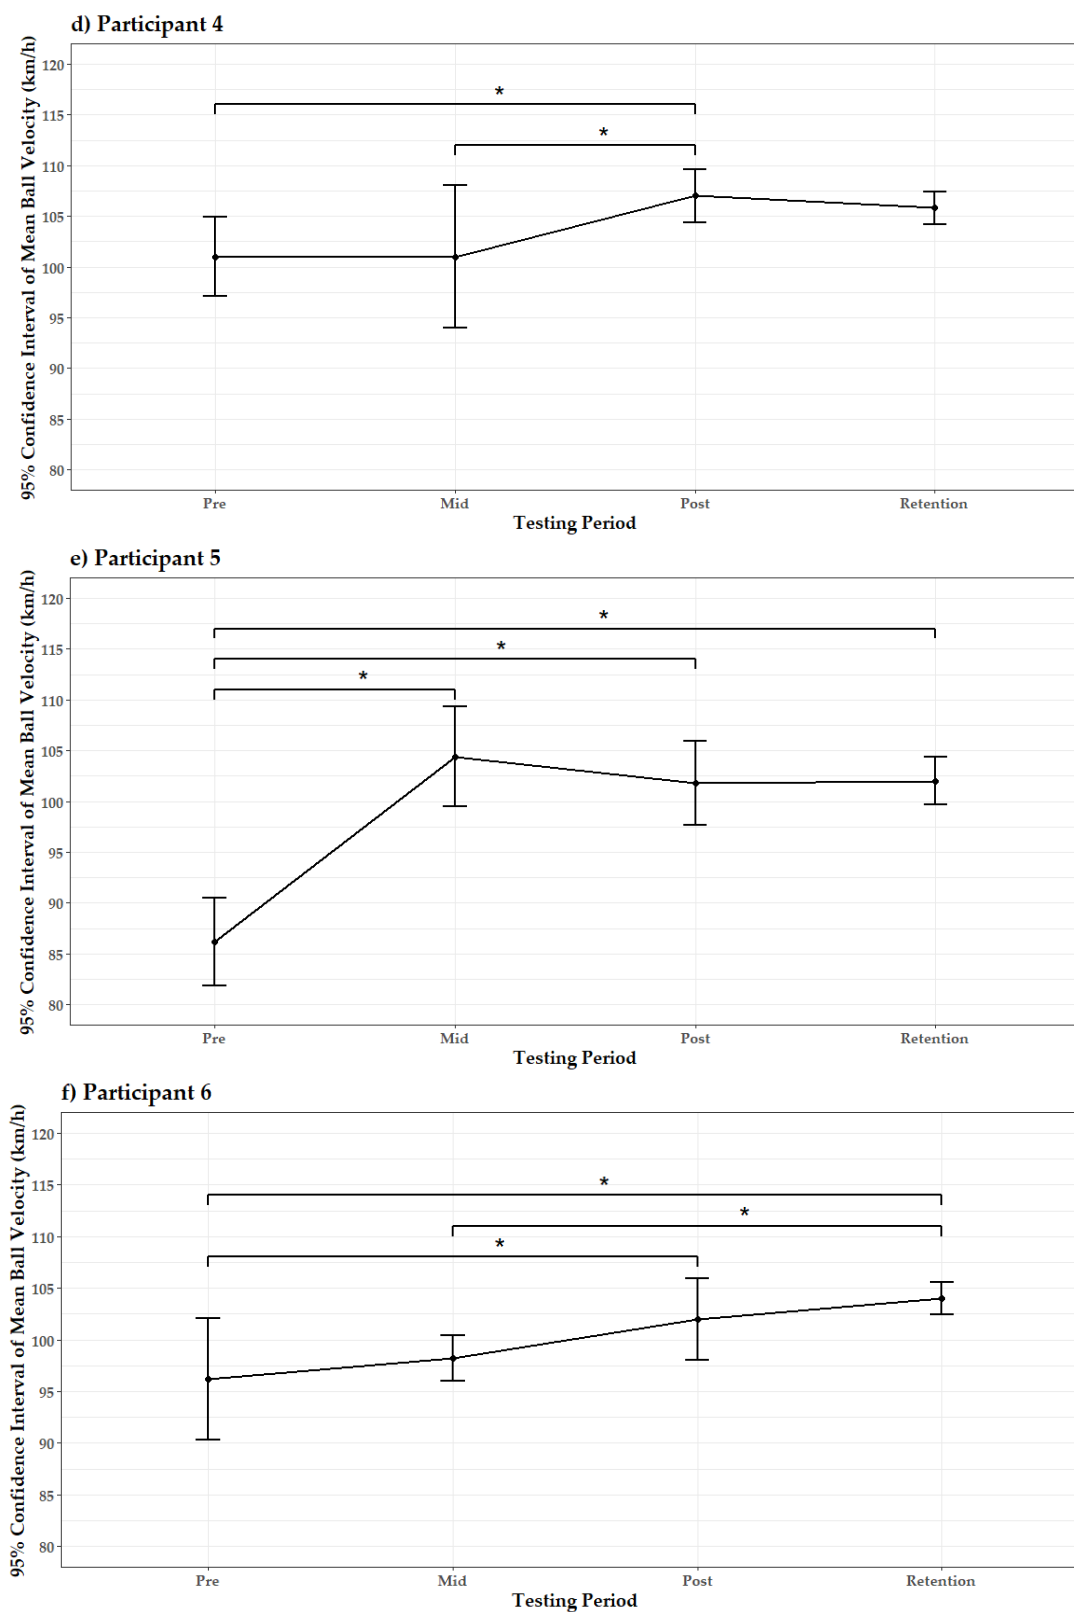 d) Participant 4
95% Confidence Interval of Mean Ball Velocity (km/h)
120
115
110
105
100
95
90
85
80
*
*
Pre Mid Post Retention
Testing Period
e) Participant 5
95% Confidence Interval of Mean Ball Velocity (km/h)
120
115
110
105
100
95
90
85
80
*
*
*
Pre Mid Post Retention
Testing Period
f) Participant 6
95% Confidence Interval of Mean Ball Velocity (km/h)
120
115
110
105
100
95
90
85
80
*
*
*
Pre Mid Post Retention
Testing Period